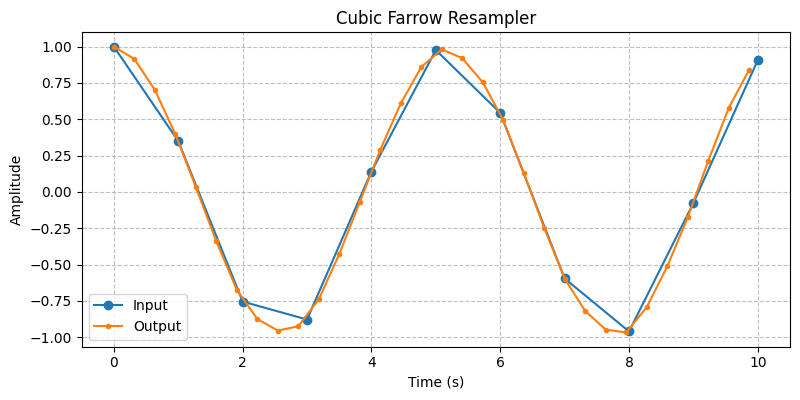 Cubic Farrow Resampler
Amplitude
1.00
0.75
0.50
0.25
0.00
−0.25
−0.50
−0.75
−1.00
Input
Output
0 2 4 6 8 10
Time (s)